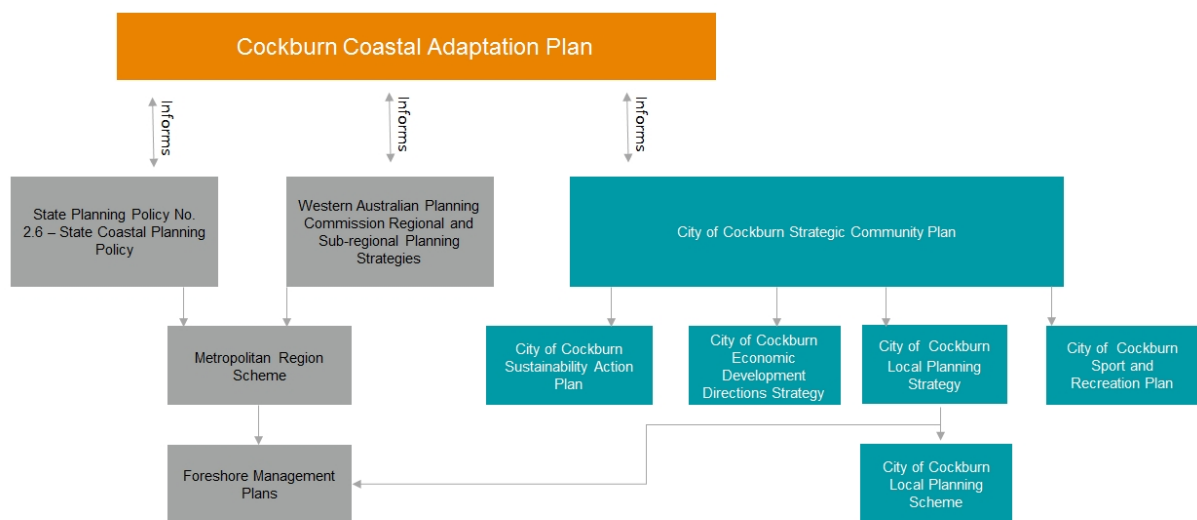 Cockburn Coastal Adaptation Plan
Informs
Informs
Informs
State Planning Policy No.
2.6 – State Coastal Planning
Policy
Western Australian Planning
Commission Regional and
Sub-regional Planning
Strategies
City of Cockburn Strategic Community Plan
Metropolitan Region
Scheme
City of Cockburn
Sustainability Action
Plan
City of Cockburn
Economic
Development
Directions Strategy
City of Cockburn
Local Planning
Strategy
City of Cockburn
Sport and
Recreation Plan
Foreshore Management
Plans
City of Cockburn
Local Planning
Scheme